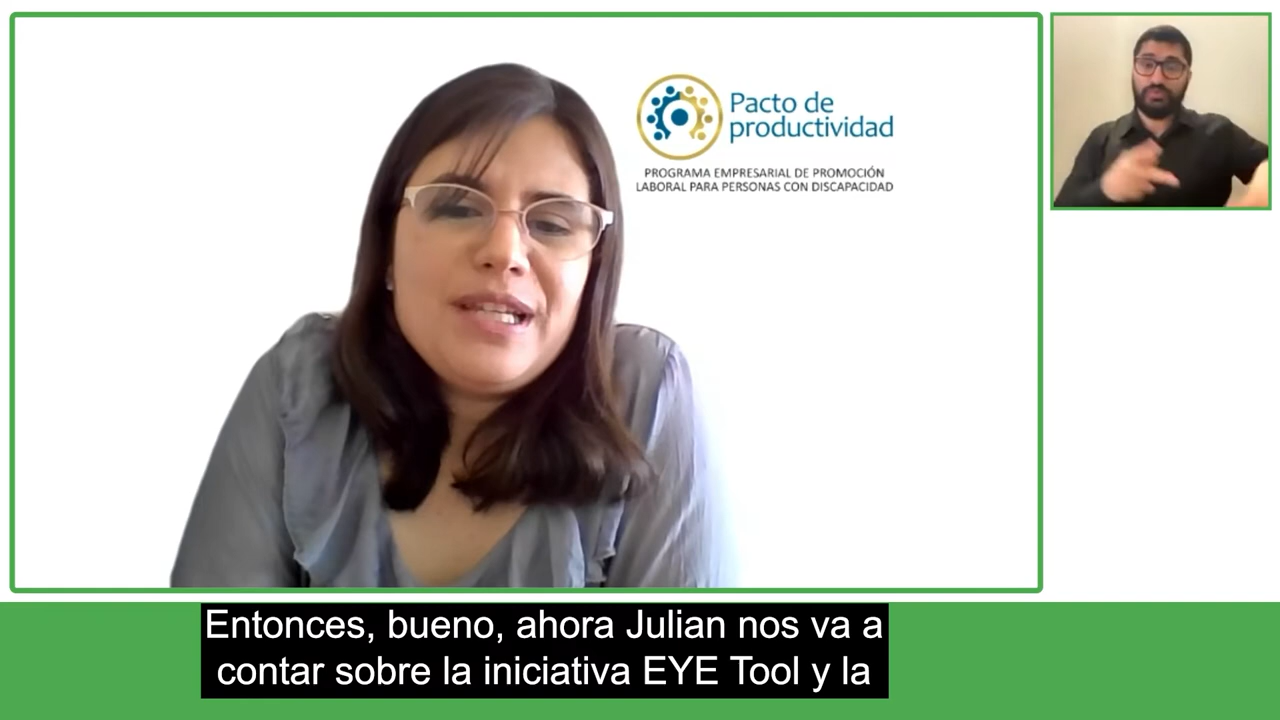 Pacto de
productividad
PROGRAMA EMPRESARIAL DE PROMOCIÓN
LABORAL PARA PERSONAS CON DISCAPACIDAD
Entonces, bueno, ahora Julian nos va a
contar sobre la iniciativa EYE Tool y la